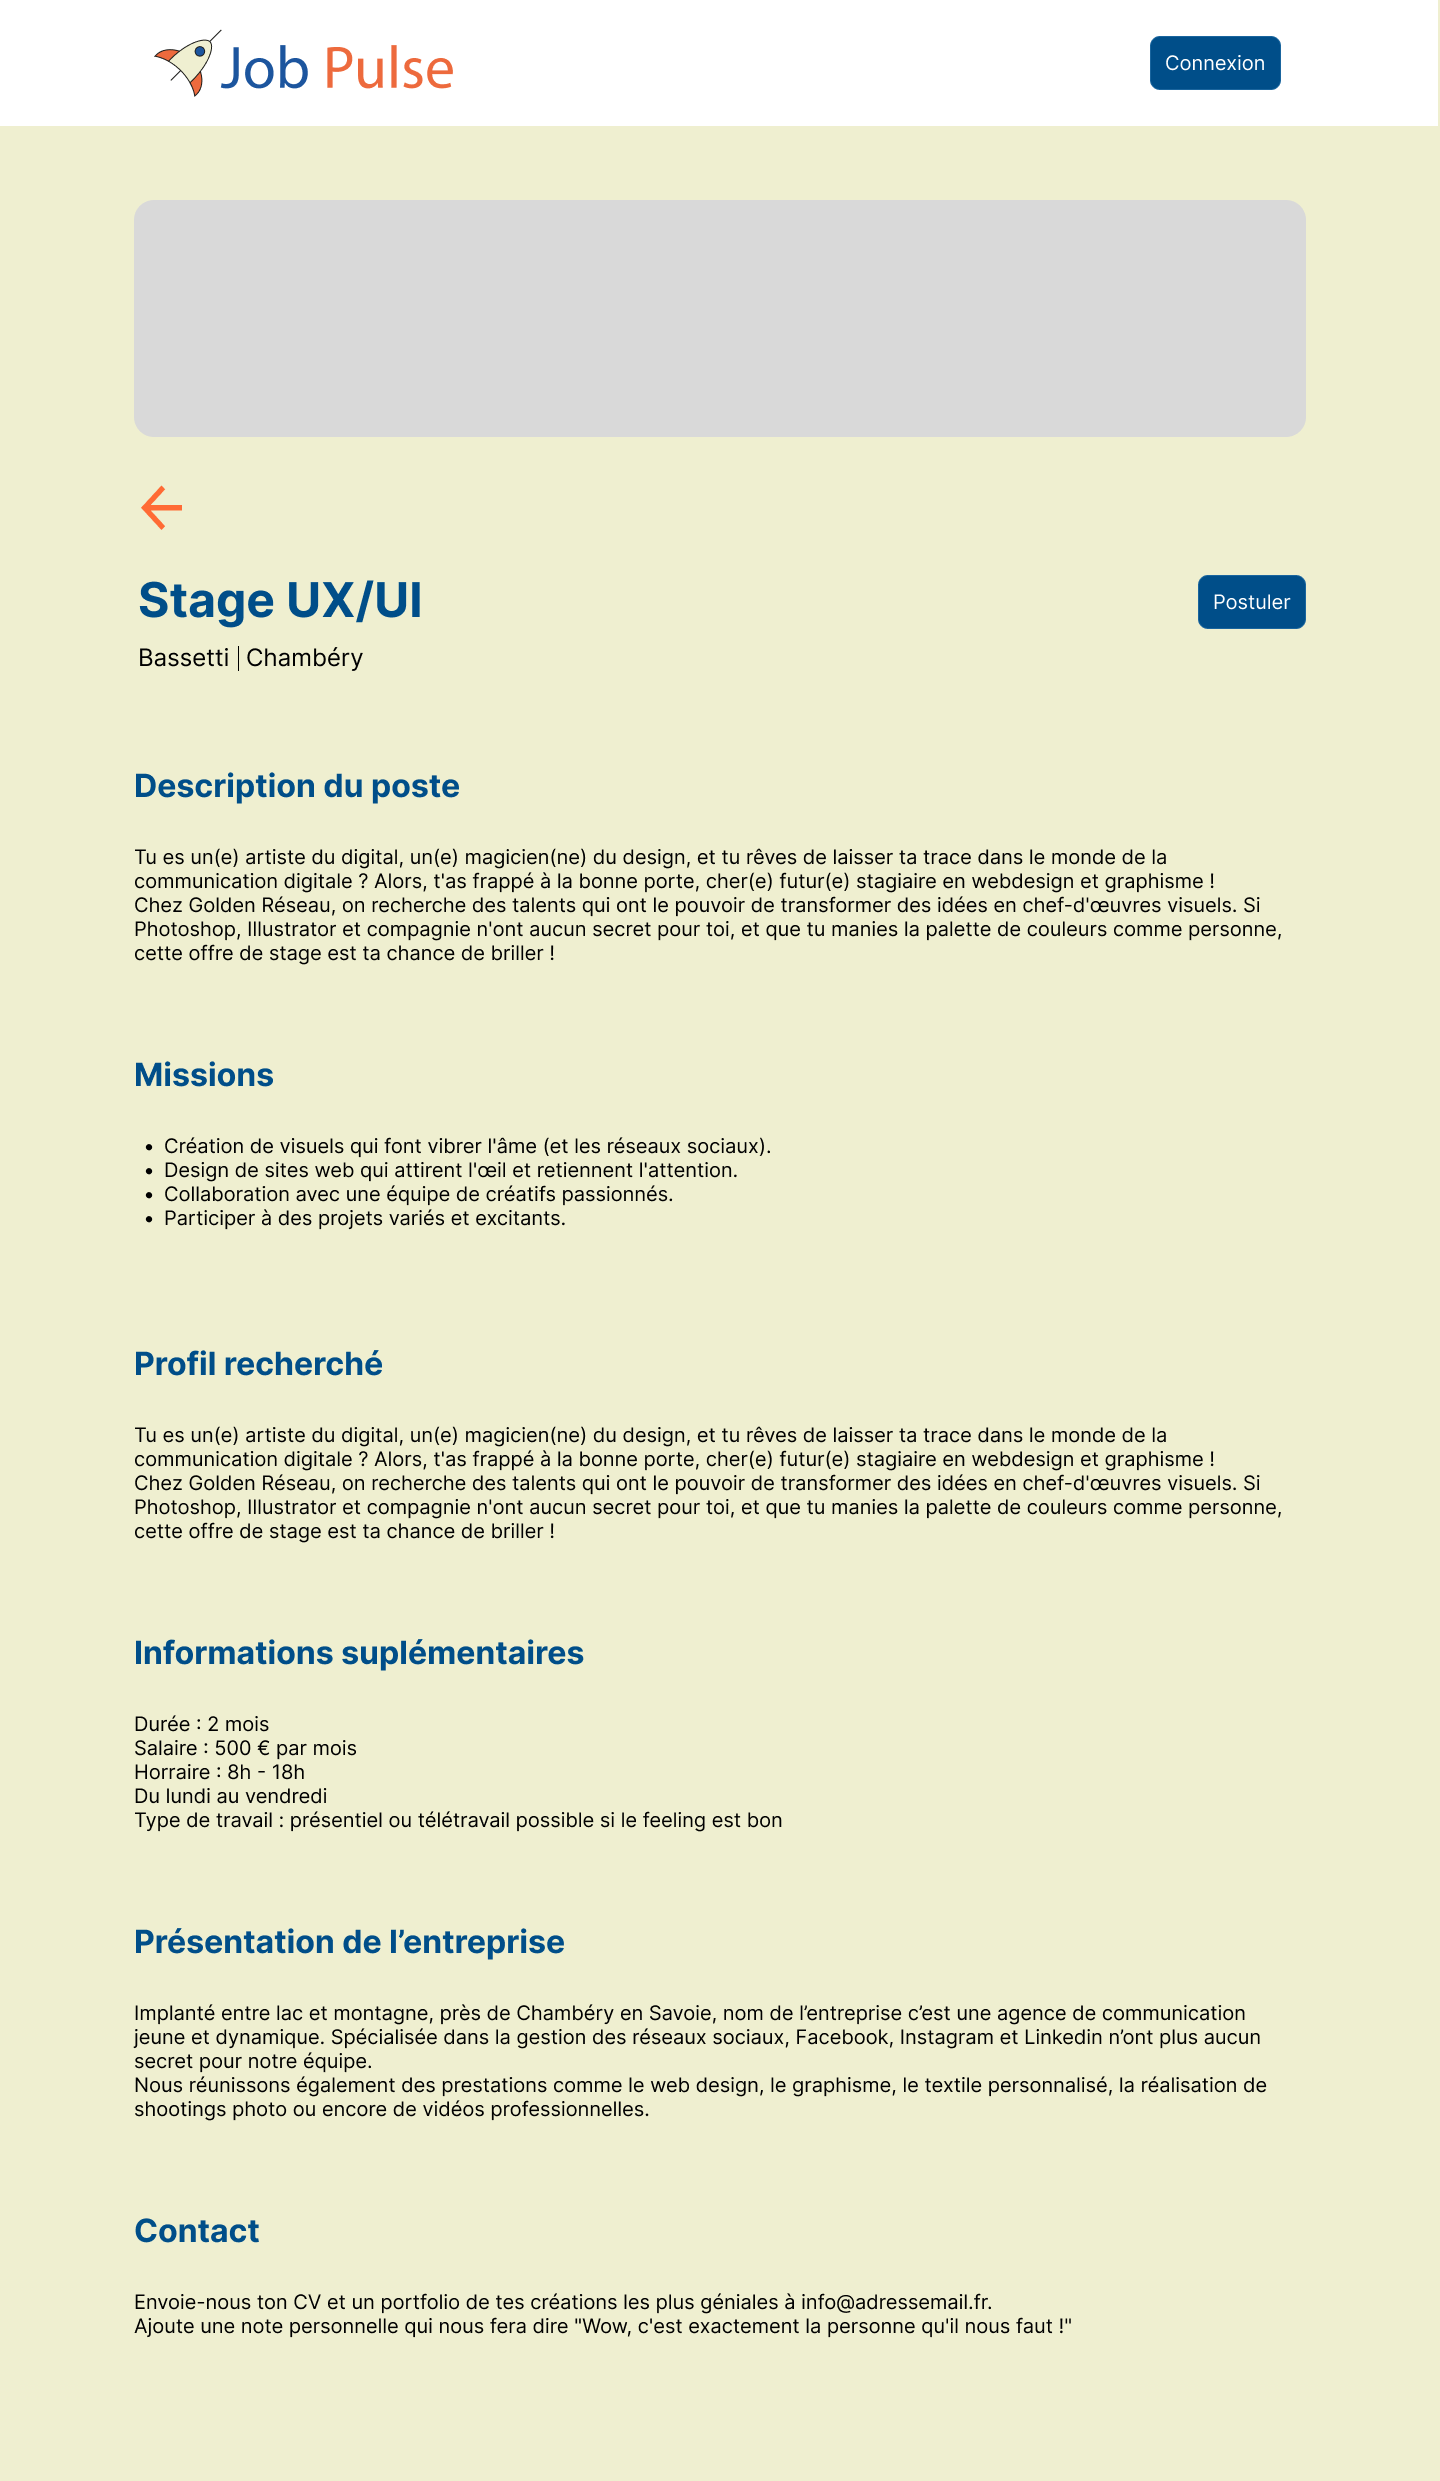 Job Pulse
Connexion
Stage UX/UI
Postuler
Bassetti | Chambéry
Description du poste
Tu es un(e) artiste du digital, un(e) magicien(ne) du design, et tu rêves de laisser ta trace dans le monde de la
communication digitale ? Alors, t'as frappé à la bonne porte, cher(e) futur(e) stagiaire en webdesign et graphisme !
Chez Golden Réseau, on recherche des talents qui ont le pouvoir de transformer des idées en chef-d'œuvres visuels. Si
Photoshop, Illustrator et compagnie n'ont aucun secret pour toi, et que tu manies la palette de couleurs comme personne,
cette offre de stage est ta chance de briller !
Missions
• Création de visuels qui font vibrer l'âme (et les réseaux sociaux).
• Design de sites web qui attirent l'œil et retiennent l'attention.
• Collaboration avec une équipe de créatifs passionnés.
• Participer à des projets variés et excitants.
Profil recherché
Tu es un(e) artiste du digital, un(e) magicien(ne) du design, et tu rêves de laisser ta trace dans le monde de la
communication digitale ? Alors, t'as frappé à la bonne porte, cher(e) futur(e) stagiaire en webdesign et graphisme !
Chez Golden Réseau, on recherche des talents qui ont le pouvoir de transformer des idées en chef-d'œuvres visuels. Si
Photoshop, Illustrator et compagnie n'ont aucun secret pour toi, et que tu manies la palette de couleurs comme personne,
cette offre de stage est ta chance de briller !
Informations suplémentaires
Durée : 2 mois
Salaire : 500 € par mois
Horraire : 8h - 18h
Du lundi au vendredi
Type de travail : présentiel ou télétravail possible si le feeling est bon
Présentation de l’entreprise
Implanté entre lac et montagne, près de Chambéry en Savoie, nom de l’entreprise c’est une agence de communication
jeune et dynamique. Spécialisée dans la gestion des réseaux sociaux, Facebook, Instagram et Linkedin n’ont plus aucun
secret pour notre équipe.
Nous réunissons également des prestations comme le web design, le graphisme, le textile personnalisé, la réalisation de
shootings photo ou encore de vidéos professionnelles.
Contact
Envoie-nous ton CV et un portfolio de tes créations les plus géniales à info@adressemail.fr.
Ajoute une note personnelle qui nous fera dire "Wow, c'est exactement la personne qu'il nous faut !"